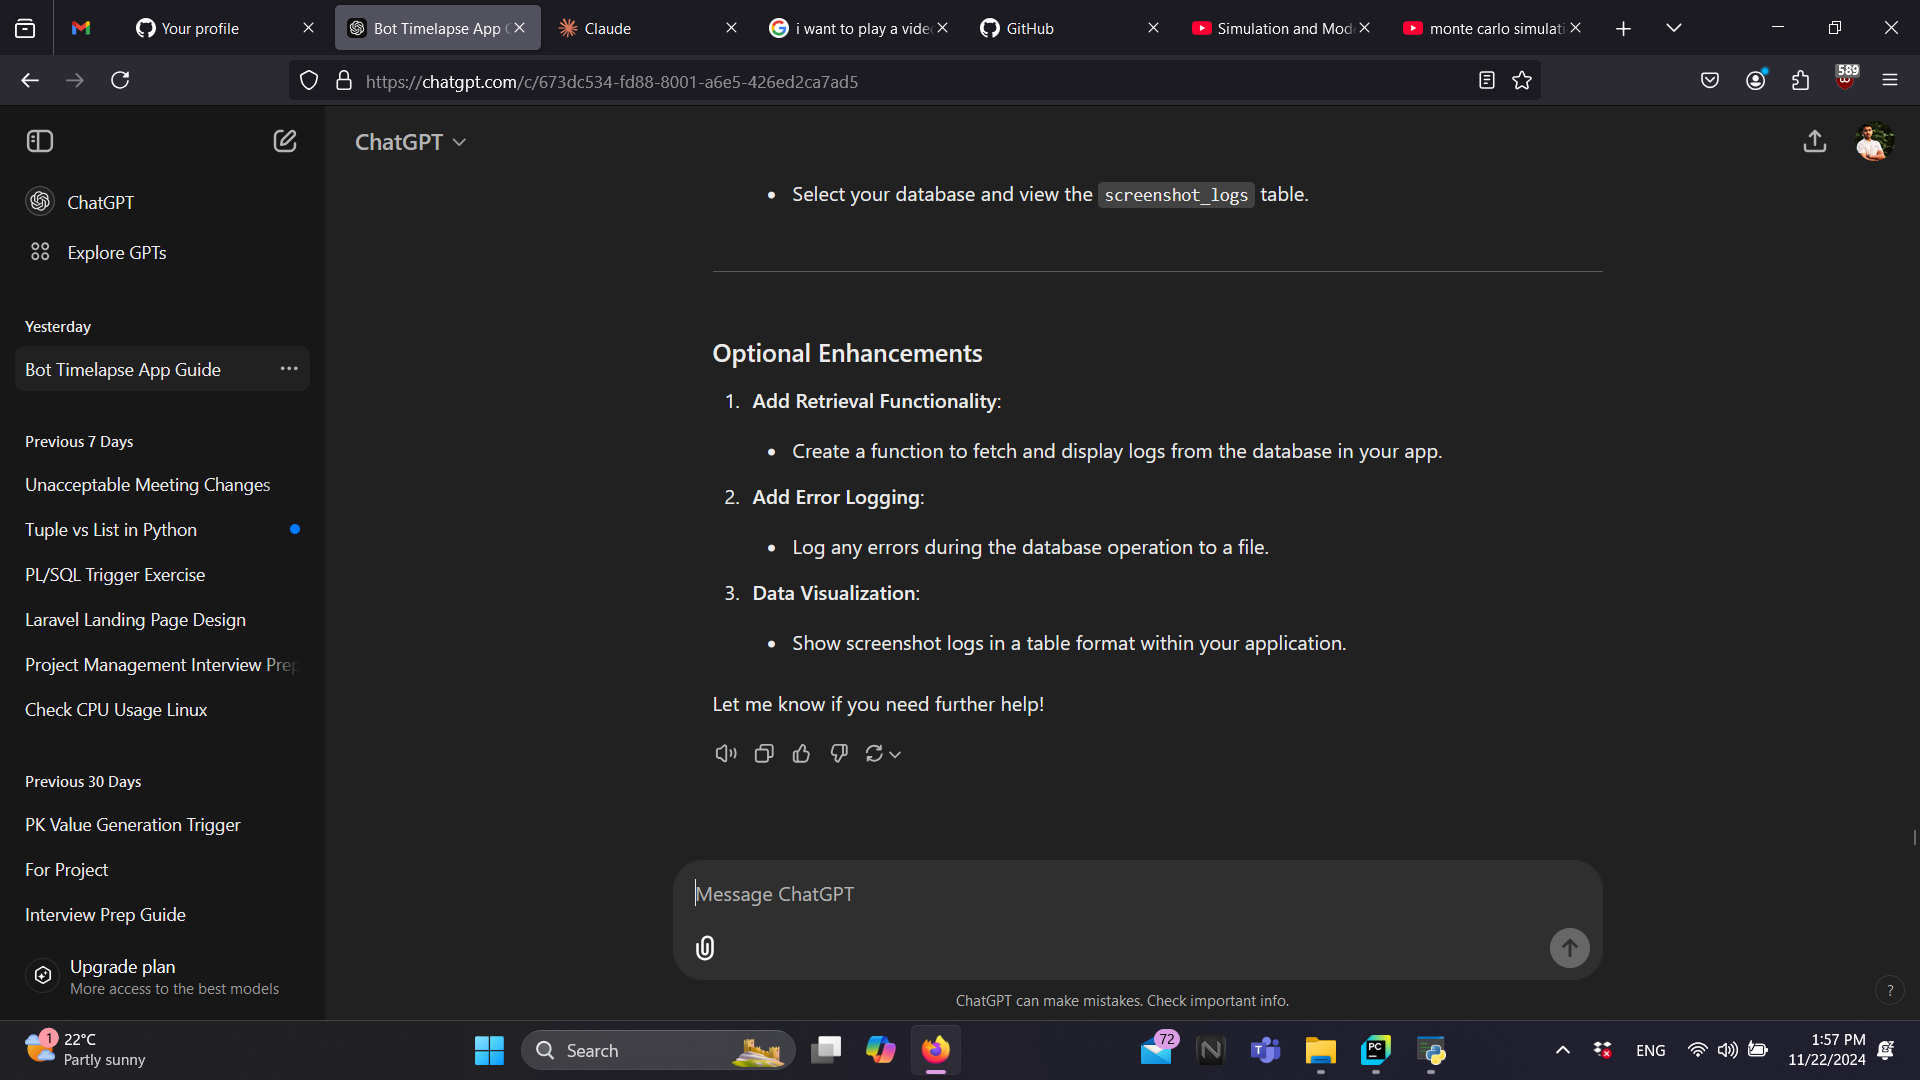 Your profile
Bot Timelapse App
Claude
i want to play a vide
GitHub
Simulation and Mod
monte carlo simulati
https://chatgpt.com/c/673dc534-fd88-8001-a6e5-426ed2ca7ad5
589
ChatGPT
Explore GPTs
Yesterday
Bot Timelapse App Guide
Previous 7 Days
Unacceptable Meeting Changes
Tuple vs List in Python
PL/SQL Trigger Exercise
Laravel Landing Page Design
Project Management Interview Prep
Check CPU Usage Linux
Previous 30 Days
PK Value Generation Trigger
For Project
Interview Prep Guide
Upgrade plan
More access to the best models
ChatGPT
• Select your database and view the screenshot_logs table.
Optional Enhancements
1. Add Retrieval Functionality:
• Create a function to fetch and display logs from the database in your app.
2. Add Error Logging:
• Log any errors during the database operation to a file.
3. Data Visualization:
• Show screenshot logs in a table format within your application.
Let me know if you need further help!
Message ChatGPT
ChatGPT can make mistakes. Check important info.
?
1
22°C
Partly sunny
Search
72
N
T
PC
ENG
1:57 PM
11/22/2024